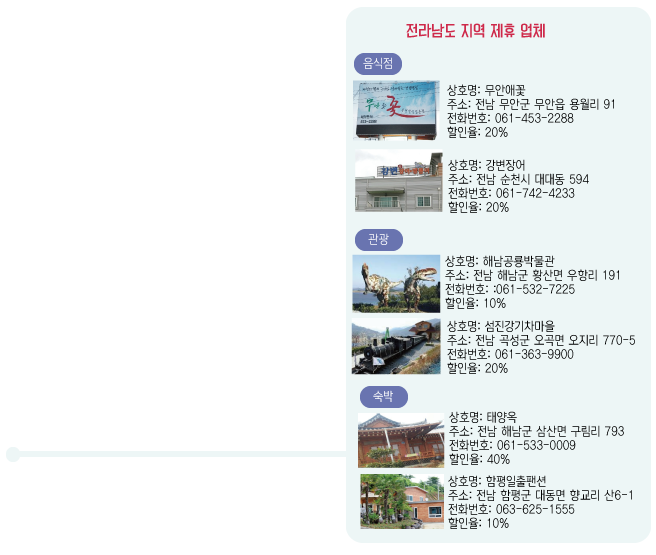 전라남도 지역 제휴 업체
음식점
상호명: 무안애꽃
주소: 전남 무안군 무안읍 용월리 91
전화번호: 061-453-2288
할인율: 20%
상호명: 강변장어
주소: 전남 순천시 대대동 594
전화번호: 061-742-4233
할인율: 20%
관광
상호명: 해남공룡박물관
주소: 전남 해남군 황산면 우항리 191
전화번호: :061-532-7225
할인율: 10%
상호명: 섬진강기차마을
주소: 전남 곡성군 오곡면 오지리 770-5
전화번호: 061-363-9900
할인율: 20%
숙박
상호명: 태양옥
주소: 전남 해남군 삼산면 구림리 793
전화번호: 061-533-0009
할인율: 40%
상호명: 함평일출팬션
주소: 전남 함평군 대동면 향교리 산6-1
전화번호: 063-625-1555
할인율: 10%